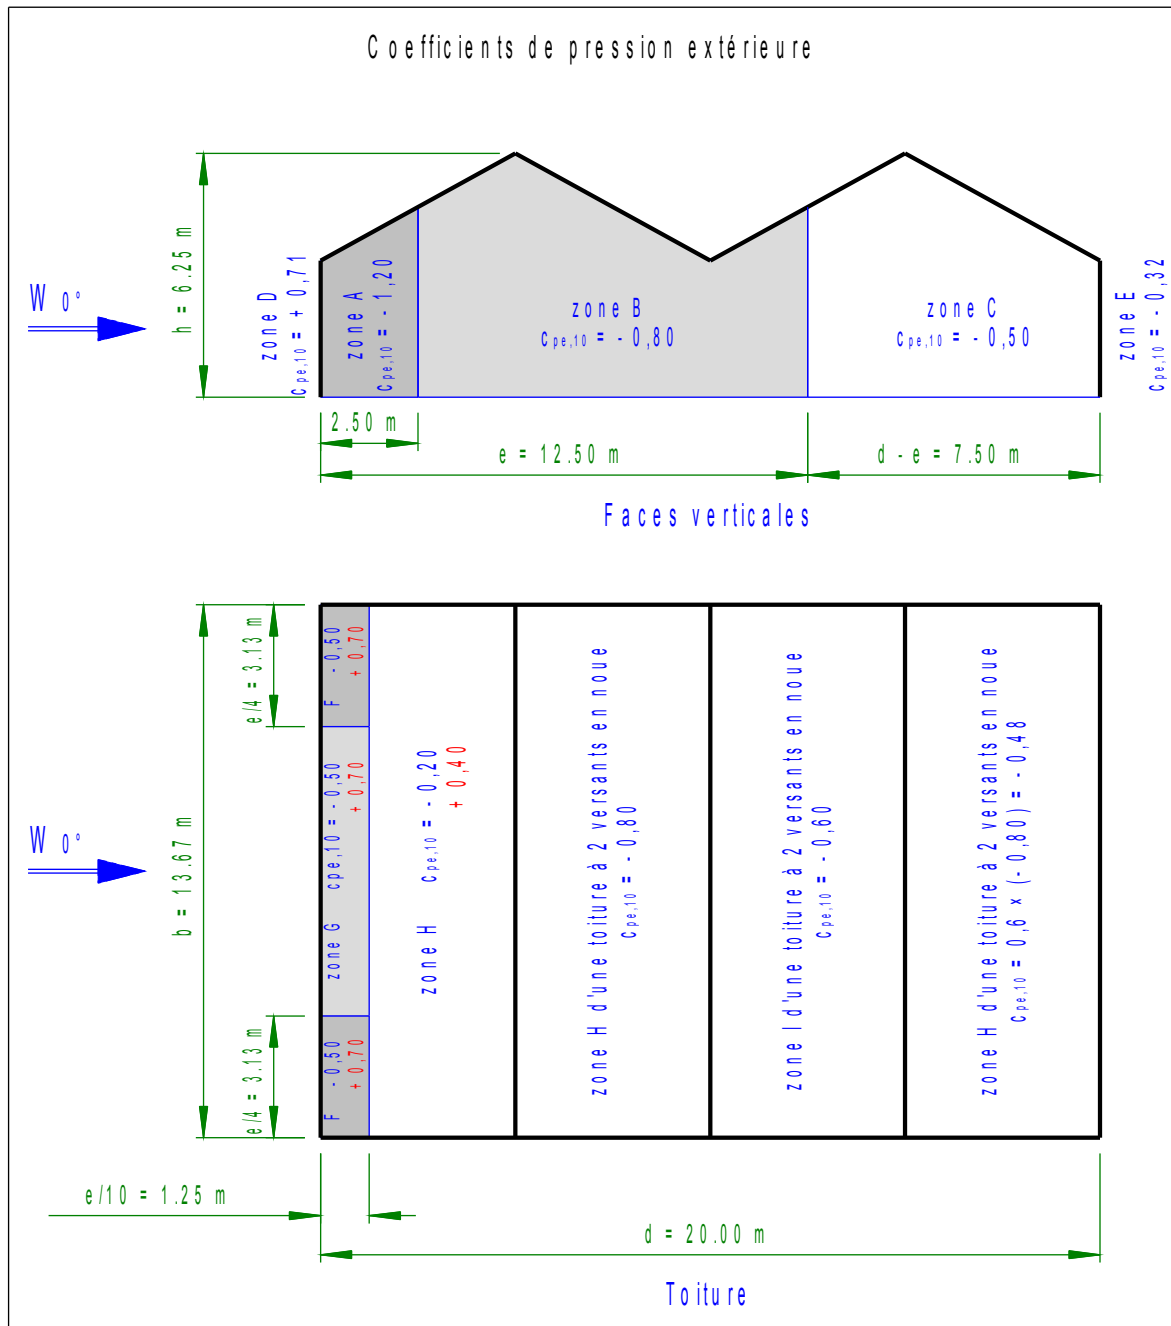 Coefficients de pression extérieure
h = 6.25 m
W 0°
zone D
Cpe,10 = + 0,71
zone A
Cpe,10 = - 1,20
zone B
Cpe,10 = - 0,80
zone C
Cpe,10 = - 0,50
zone E
Cpe,10 = - 0,32
2.50 m
e = 12.50 m
d - e = 7.50 m
Faces verticales
e/4 = 3.13 m
b = 13.67 m
e/4 = 3.13 m
W 0°
F - 0,50
+ 0,70
zone G cpe,10 = - 0,50
+ 0,70
F - 0,50
+ 0,70
zone H Cpe,10 = - 0,20
+ 0,40
zone H d'une toiture à 2 versants en noue
Cpe,10 = - 0,80
zone I d'une toiture à 2 versants en noue
Cpe,10 = - 0,60
zone H d'une toiture à 2 versants en noue
Cpe,10 = 0,6 × (- 0,80) = - 0,48
e/10 = 1.25 m
d = 20.00 m
Toiture